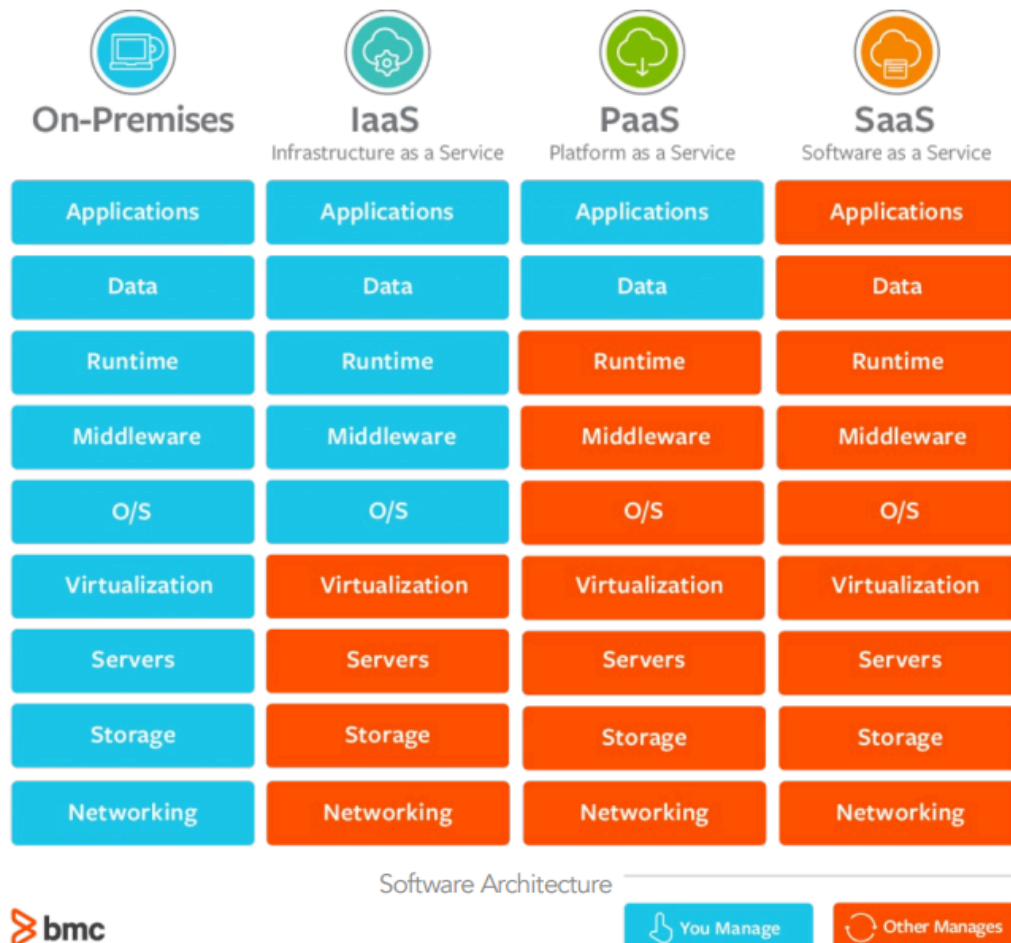 On-Premises IaaS PaaS SaaS
Infrastructure as a Service Platform as a Service Software as a Service
Applications Applications Applications Applications
Data Data Data Data
Runtime Runtime Runtime Runtime
Middleware Middleware Middleware Middleware
O/S O/S O/S O/S
Virtualization Virtualization Virtualization Virtualization
Servers Servers Servers Servers
Storage Storage Storage Storage
Networking Networking Networking Networking
Software Architecture
bmc You Manage Other Manages